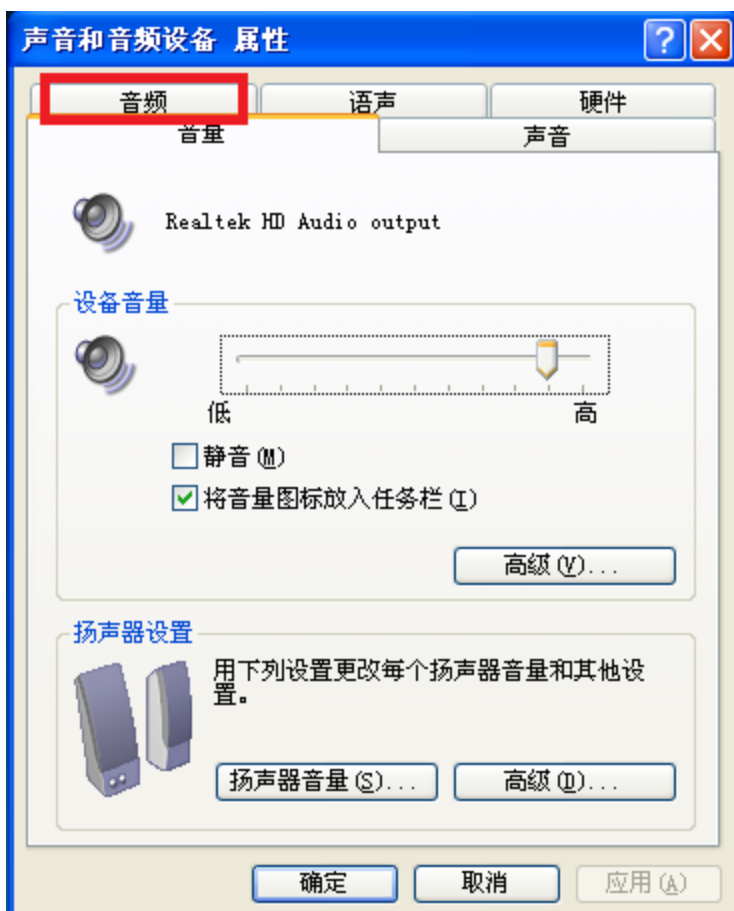 声音和音频设备 属性
音频
语声
硬件
音量
声音
Realtek HD Audio output
设备音量
低
高
静音(M)
将音量图标放入任务栏(I)
高级(V)...
扬声器设置
用下列设置更改每个扬声器音量和其他设
置。
扬声器音量(S)...
高级(D)...
确定
取消
应用(A)